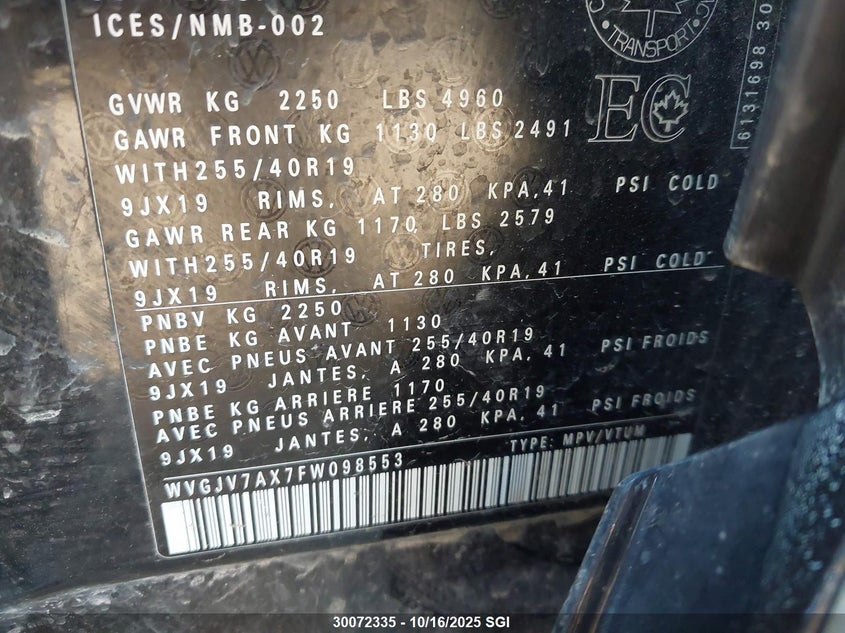 ICES/NMB-002
TRANSPORT
EC
6131698 30
GVWR KG 2250 LBS 4960
GAWR FRONT KG 1130 LBS 2491
WITH255/40R19
9JX19 RIMS, AT 280 KPA,41 PSI COLD
GAWR REAR KG 1170 LBS 2579
WITH255/40R19 TIRES,
9JX19 RIMS, AT 280 KPA,41 PSI COLD
PNBV KG 2250
PNBE KG AVANT 1130
AVEC PNEUS AVANT 255/40R19
9JX19 JANTES, A 280 KPA, 41 PSI FROIDS
PNBE KG ARRIERE 1170
AVEC PNEUS ARRIERE 255/40R19
9JX19 JANTES, A 280 KPA, 41 PSI FROIDS
WVGJV7AX7FW098553 TYPE: MPV/VTUM
30072335 - 10/16/2025 SGI